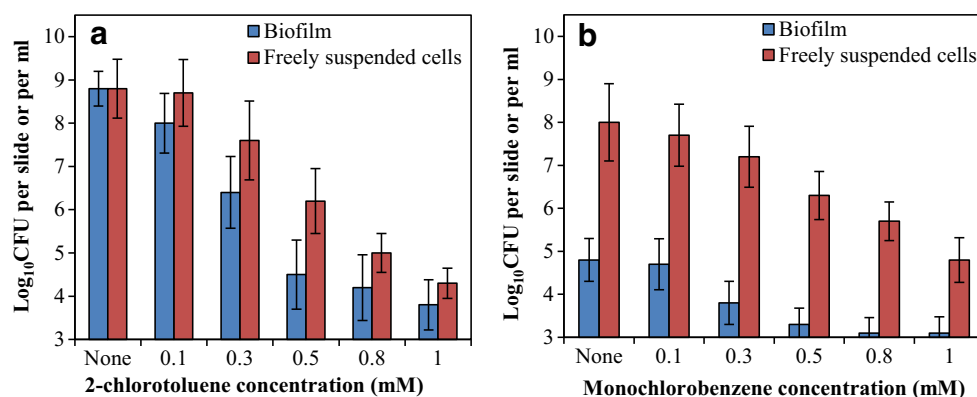 a
Biofilm
Freely suspended cells
Log10CFU per slide or per ml
10
9
8
7
6
5
4
3
None 0.1 0.3 0.5 0.8 1
2-chlorotoluene concentration (mM)
b
Biofilm
Freely suspended cells
Log10CFU per slide or per ml
10
9
8
7
6
5
4
3
None 0.1 0.3 0.5 0.8 1
Monochlorobenzene concentration (mM)